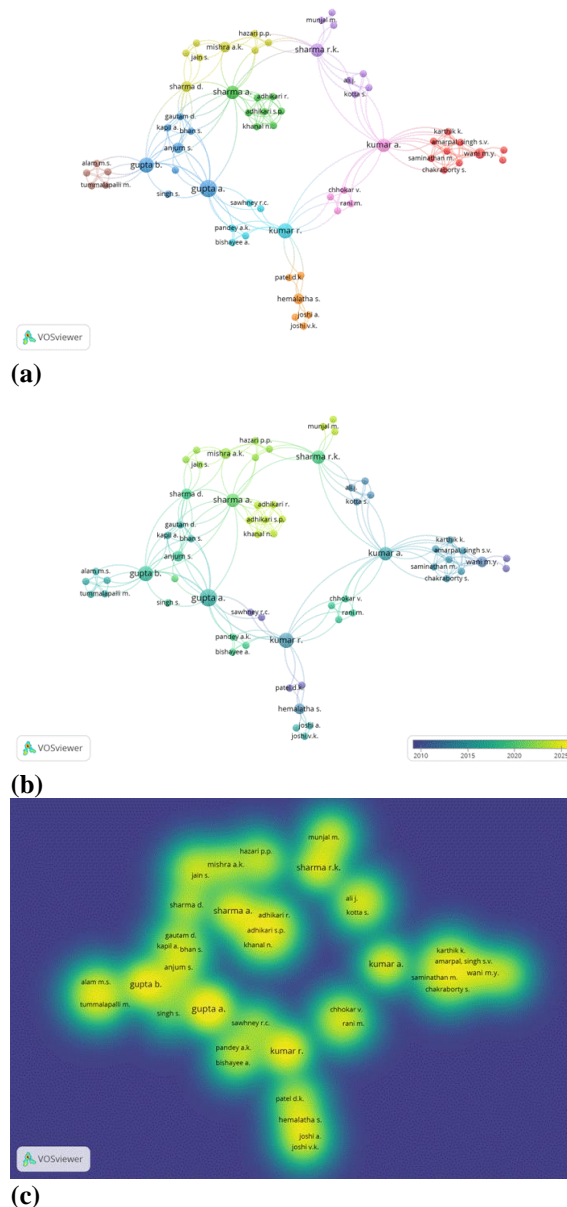 munjal m.
hazari p.p.
sharma r.k.
mishra a.k.
jain s.
ali j.
sharma d.
sharma a.
adhikari r.
kotta s.
adhikari s.p.
gautam d.
kapil a.
bhan s.
khanal n.
karthik k.
anjum s.
kumar a.
amarpal, singh s.v.
alam m.s.
gupta b.
saminathan m.
wani m.y.
chakraborty s.
tummalapalli m.
singh s.
gupta a.
chhokar v.
sawhney r.c.
rani m.
pandey a.k.
kumar r.
bishayee a.
patel d.k.
hemalatha s.
joshi a.
joshi v.k.
VOSviewer
(a)
munjal m.
hazari p.p.
sharma r.k.
mishra a.k.
jain s.
ali j.
sharma d.
sharma a.
adhikari r.
kotta s.
adhikari s.p.
gautam d.
kapil a.
bhan s.
khanal n.
karthik k.
anjum s.
kumar a.
amarpal, singh s.v.
alam m.s.
gupta b.
saminathan m.
wani m.y.
chakraborty s.
tummalapalli m.
singh s.
gupta a.
chhokar v.
sawhney r.c.
rani m.
pandey a.k.
kumar r.
bishayee a.
patel d.k.
hemalatha s.
joshi a.
joshi v.k.
VOSviewer
2010 2015 2020 2025
(b)
munjal m.
hazari p.p.
mishra a.k.
sharma r.k.
jain s.
ali j.
sharma d.
sharma a.
adhikari r.
kotta s.
adhikari s.p.
gautam d.
kapil a.
bhan s.
khanal n.
karthik k.
anjum s.
kumar a.
amarpal, singh s.v.
alam m.s.
gupta b.
saminathan m.
wani m.y.
chakraborty s.
tummalapalli m.
singh s.
gupta a.
chhokar v.
sawhney r.c.
rani m.
pandey a.k.
kumar r.
bishayee a.
patel d.k.
hemalatha s.
joshi a.
joshi v.k.
VOSviewer
(c)